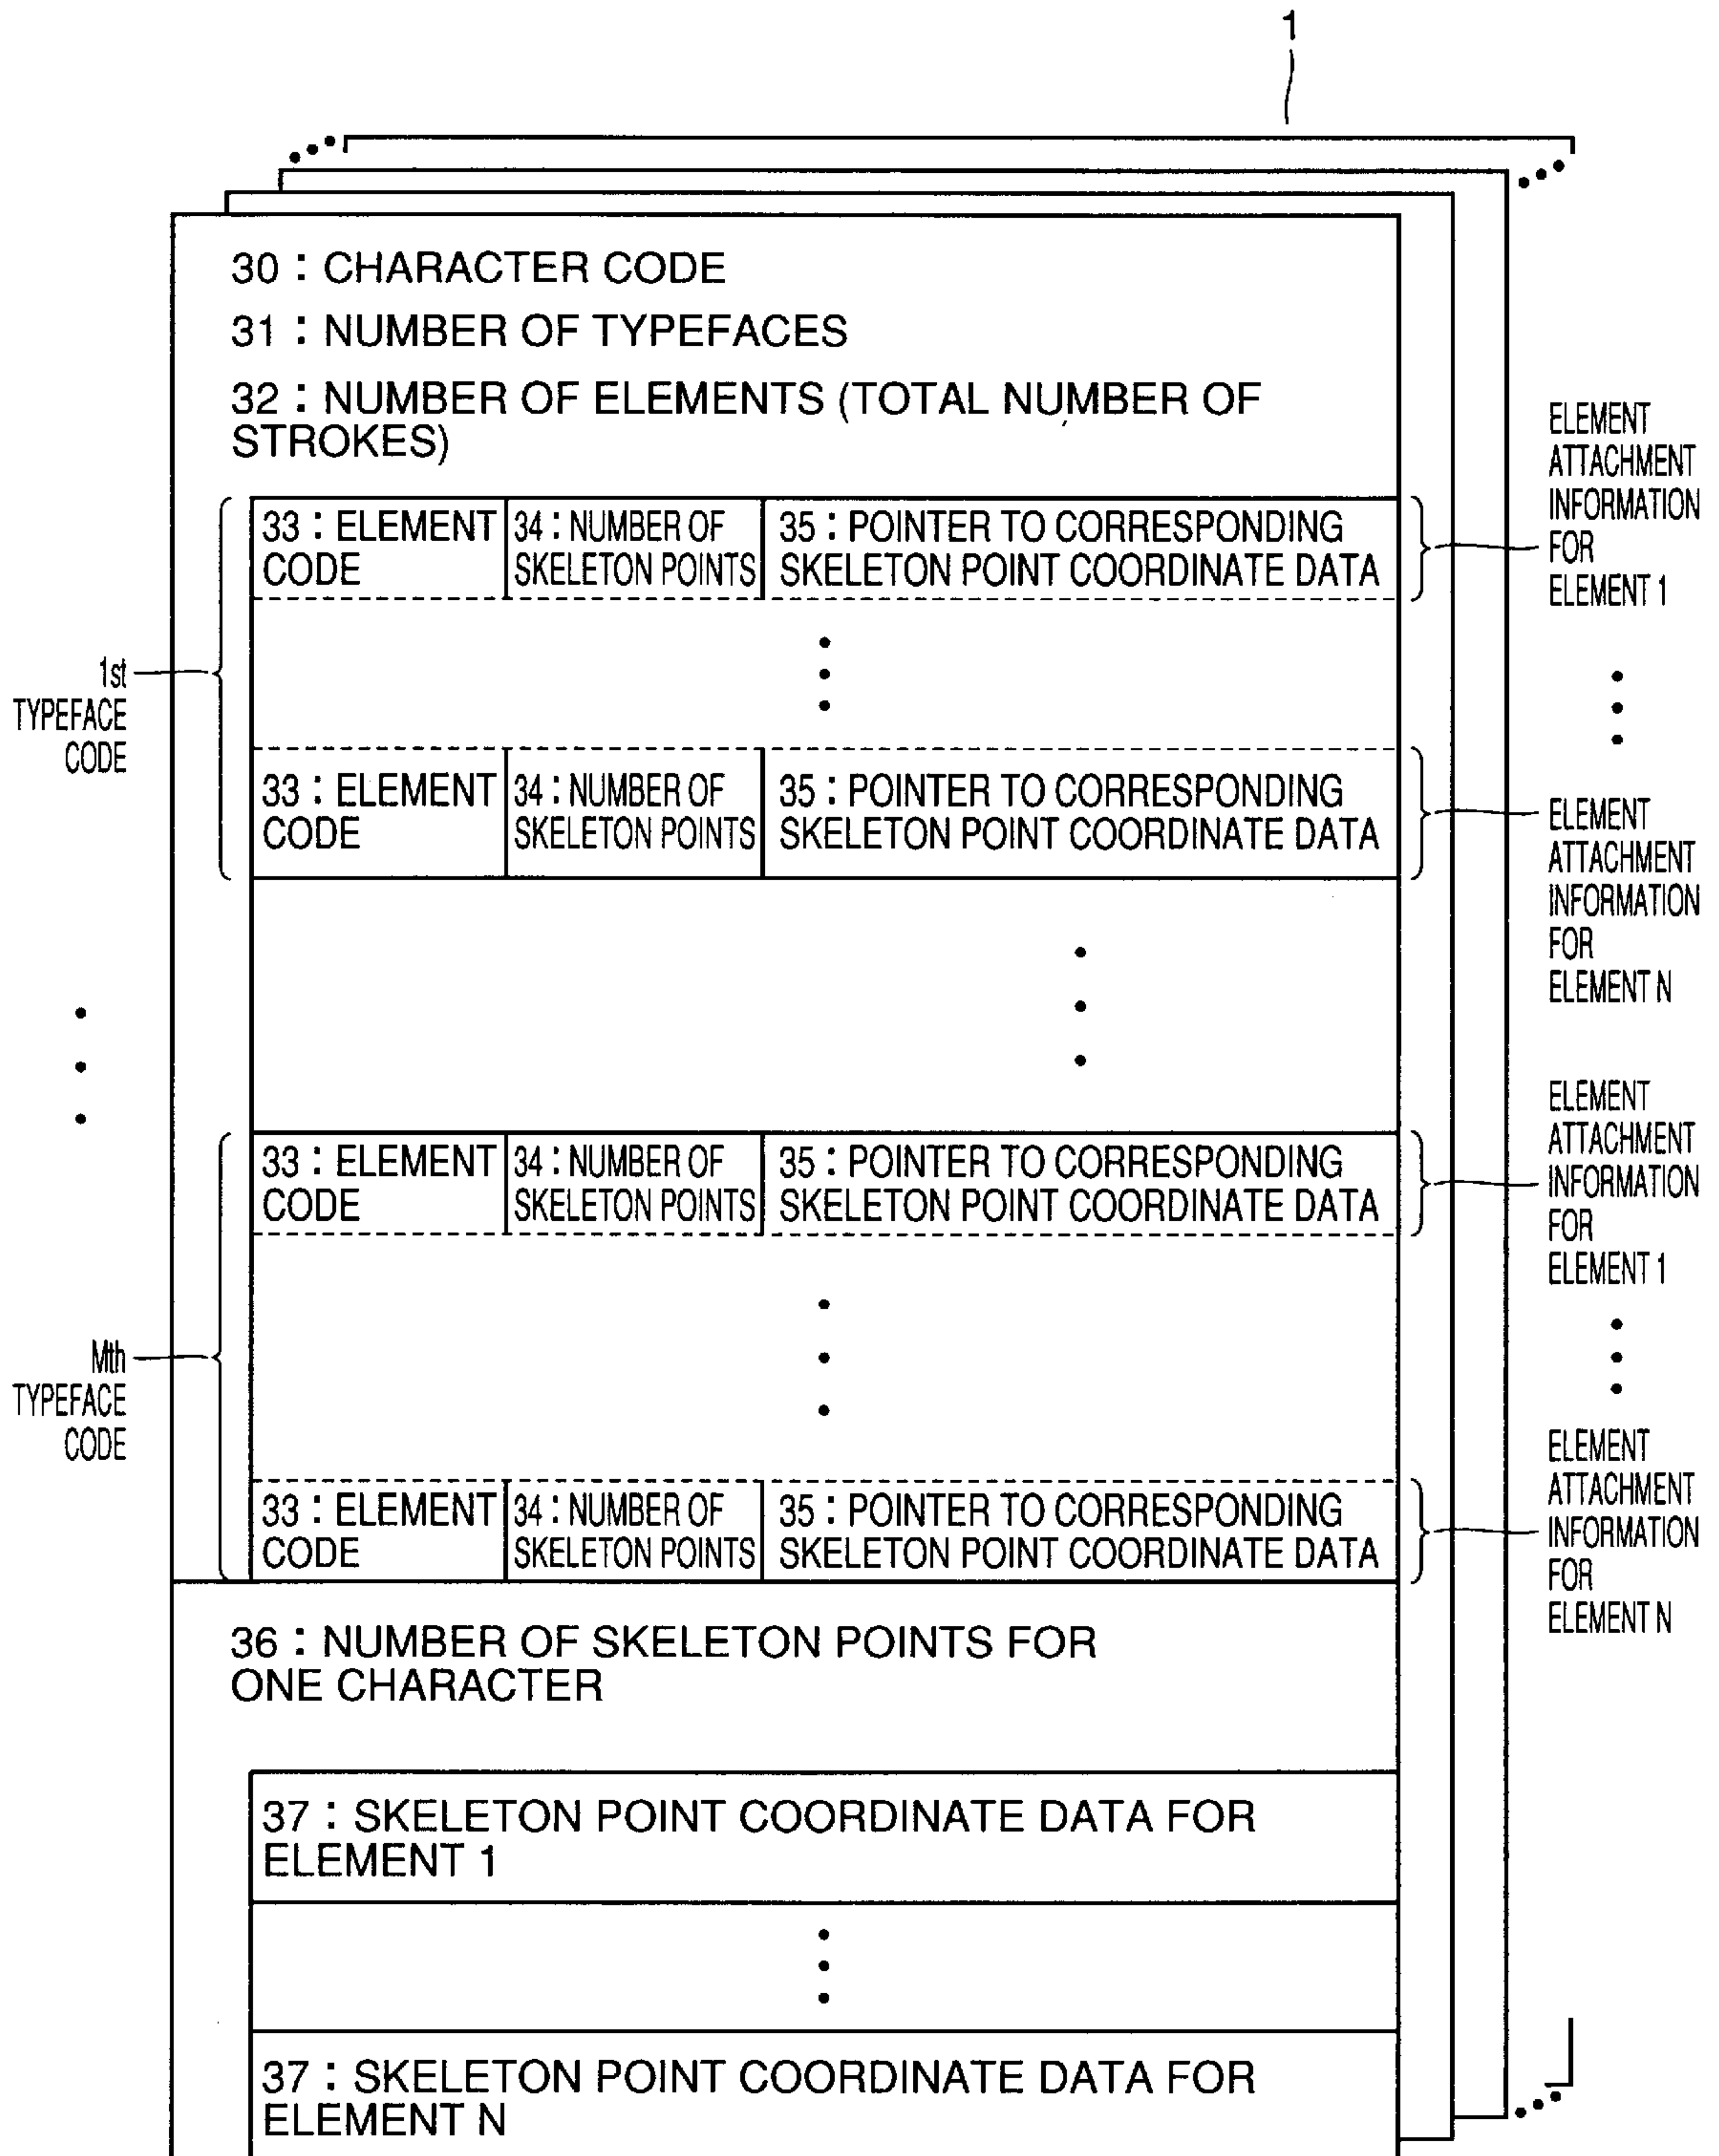 1
30 : CHARACTER CODE
31 : NUMBER OF TYPEFACES
32 : NUMBER OF ELEMENTS (TOTAL NUMBER OF
STROKES)
33 : ELEMENT
CODE
34 : NUMBER OF
SKELETON POINTS
35 : POINTER TO CORRESPONDING
SKELETON POINT COORDINATE DATA
ELEMENT
ATTACHMENT
INFORMATION
FOR
ELEMENT 1
1st
TYPEFACE
CODE
33 : ELEMENT
CODE
34 : NUMBER OF
SKELETON POINTS
35 : POINTER TO CORRESPONDING
SKELETON POINT COORDINATE DATA
ELEMENT
ATTACHMENT
INFORMATION
FOR
ELEMENT N
33 : ELEMENT
CODE
34 : NUMBER OF
SKELETON POINTS
35 : POINTER TO CORRESPONDING
SKELETON POINT COORDINATE DATA
ELEMENT
ATTACHMENT
INFORMATION
FOR
ELEMENT 1
Mth
TYPEFACE
CODE
33 : ELEMENT
CODE
34 : NUMBER OF
SKELETON POINTS
35 : POINTER TO CORRESPONDING
SKELETON POINT COORDINATE DATA
ELEMENT
ATTACHMENT
INFORMATION
FOR
ELEMENT N
36 : NUMBER OF SKELETON POINTS FOR
ONE CHARACTER
37 : SKELETON POINT COORDINATE DATA FOR
ELEMENT 1
37 : SKELETON POINT COORDINATE DATA FOR
ELEMENT N